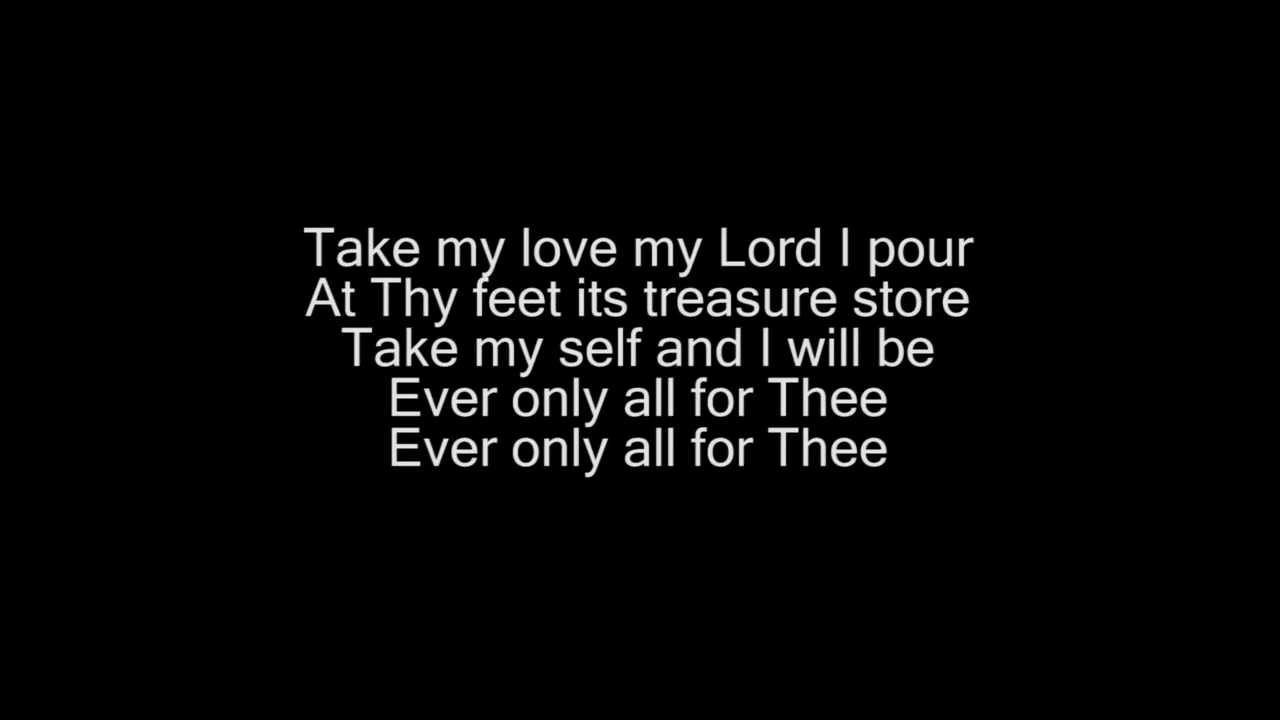 Take my love my Lord I pour
At Thy feet its treasure store
Take my self and I will be
Ever only all for Thee
Ever only all for Thee